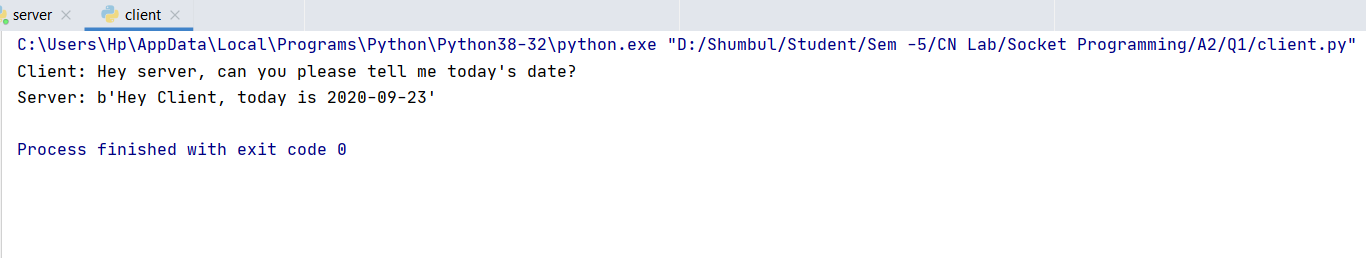 server client
C:\Users\Hp\AppData\Local\Programs\Python\Python38-32\python.exe "D:/Shumbul/Student/Sem -5/CN Lab/Socket Programming/A2/Q1/client.py"
Client: Hey server, can you please tell me today's date?
Server: b'Hey Client, today is 2020-09-23'
Process finished with exit code 0